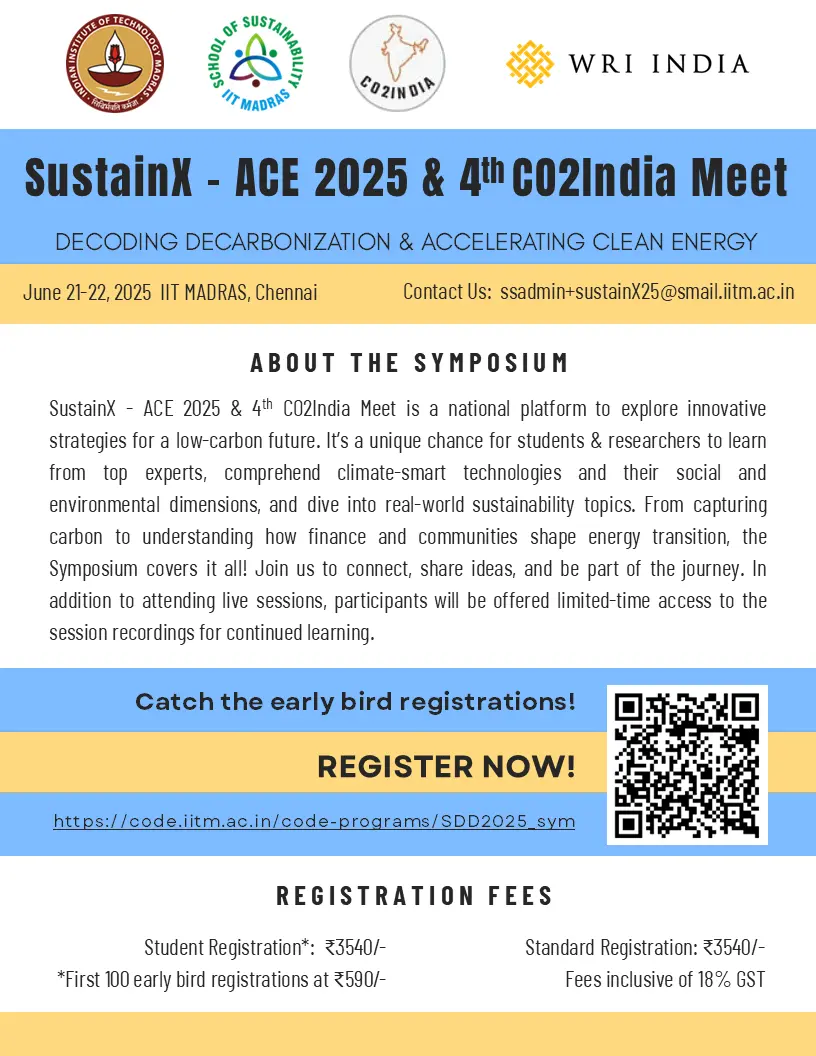 INDIAN INSTITUTE OF TECHNOLOGY MADRAS
सिद्धिर्भवति कर्मजा
SCHOOL OF SUSTAINABILITY
IIT MADRAS
CO2INDIA
WRI INDIA
SustainX - ACE 2025 & 4th CO2India Meet
DECODING DECARBONIZATION & ACCELERATING CLEAN ENERGY
June 21-22, 2025 IIT MADRAS, Chennai
Contact Us: ssadmin+sustainX25@smail.iitm.ac.in
ABOUT THE SYMPOSIUM
SustainX - ACE 2025 & 4th CO2India Meet is a national platform to explore innovative
strategies for a low-carbon future. It's a unique chance for students & researchers to learn
from top experts, comprehend climate-smart technologies and their social and
environmental dimensions, and dive into real-world sustainability topics. From capturing
carbon to understanding how finance and communities shape energy transition, the
Symposium covers it all! Join us to connect, share ideas, and be part of the journey. In
addition to attending live sessions, participants will be offered limited-time access to the
session recordings for continued learning.
Catch the early bird registrations!
REGISTER NOW!
https://code.iitm.ac.in/code-programs/SDD2025_sym
REGISTRATION FEES
Student Registration*: ₹3540/-
*First 100 early bird registrations at ₹590/-
Standard Registration: ₹3540/-
Fees inclusive of 18% GST